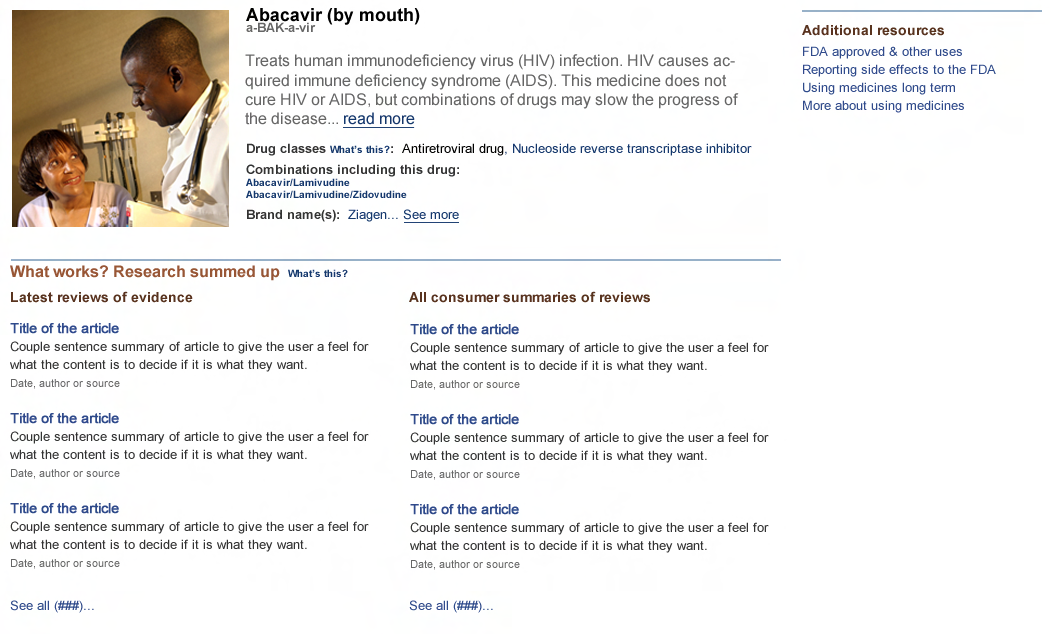 Abacavir (by mouth)
a-BAK-a-vir
Treats human immunodeficiency virus (HIV) infection. HIV causes ac-
quired immune deficiency syndrome (AIDS). This medicine does not
cure HIV or AIDS, but combinations of drugs may slow the progress of
the disease... read more
Drug classes What's this?: Antiretroviral drug, Nucleoside reverse transcriptase inhibitor
Combinations including this drug:
Abacavir/Lamivudine
Abacavir/Lamivudine/Zidovudine
Brand name(s): Ziagen... See more
Additional resources
FDA approved & other uses
Reporting side effects to the FDA
Using medicines long term
More about using medicines
What works? Research summed up What's this?
Latest reviews of evidence
Title of the article
Couple sentence summary of article to give the user a feel for
what the content is to decide if it is what they want.
Date, author or source
Title of the article
Couple sentence summary of article to give the user a feel for
what the content is to decide if it is what they want.
Date, author or source
Title of the article
Couple sentence summary of article to give the user a feel for
what the content is to decide if it is what they want.
Date, author or source
See all (###)...
All consumer summaries of reviews
Title of the article
Couple sentence summary of article to give the user a feel for
what the content is to decide if it is what they want.
Date, author or source
Title of the article
Couple sentence summary of article to give the user a feel for
what the content is to decide if it is what they want.
Date, author or source
Title of the article
Couple sentence summary of article to give the user a feel for
what the content is to decide if it is what they want.
Date, author or source
See all (###)...